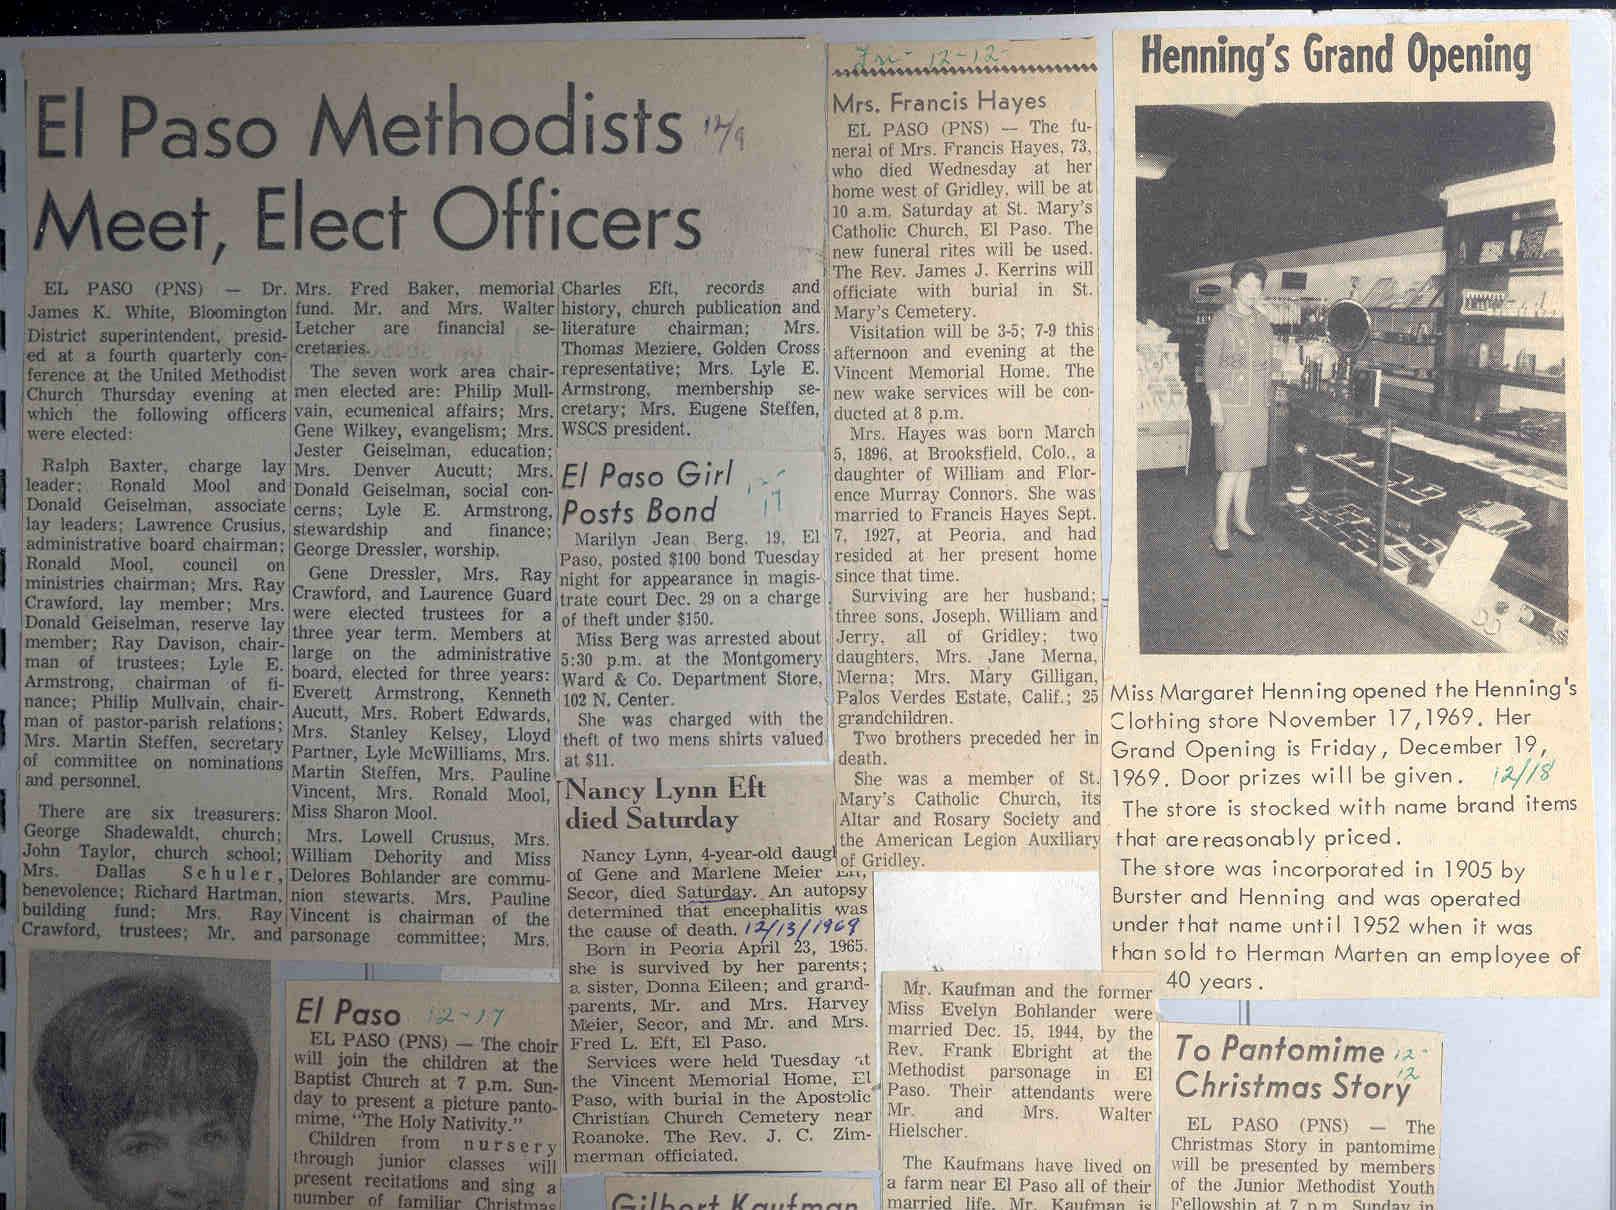 El Paso Methodists
Meet, Elect Officers
12/9
EL PASO (PNS) — Dr.
James K. White, Bloomington
District superintendent, presid-
ed at a fourth quarterly con-
ference at the United Methodist
Church Thursday evening at
which the following officers
were elected:
Ralph Baxter, charge lay
leader; Ronald Mool and
Donald Geiselman, associate
lay leaders; Lawrence Crusius,
administrative board chairman;
Ronald Mool, council on
ministries chairman; Mrs. Ray
Crawford, lay member; Mrs.
Donald Geiselman, reserve lay
member; Ray Davison, chair-
man of trustees; Lyle E.
Armstrong, chairman of fi-
nance; Philip Mullvain, chair-
man of pastor-parish relations;
Mrs. Martin Steffen, secretary
of committee on nominations
and personnel.
There are six treasurers:
George Shadewaldt, church;
John Taylor, church school;
Mrs. Dallas Schuler,
benevolence; Richard Hartman,
building fund; Mrs. Ray
Crawford, trustees; Mr. and
Mrs. Fred Baker, memorial
fund. Mr. and Mrs. Walter
Letcher are financial se-
cretaries.
The seven work area chair-
men elected are: Philip Mull-
vain, ecumenical affairs; Mrs.
Gene Wilkey, evangelism; Mrs.
Jester Geiselman, education;
Mrs. Denver Aucutt; Mrs.
Donald Geiselman, social con-
cerns; Lyle E. Armstrong,
stewardship and finance;
George Dressler, worship.
Gene Dressler, Mrs. Ray
Crawford, and Laurence Guard
were elected trustees for a
three year term. Members at
large on the administrative
board, elected for three years:
Everett Armstrong, Kenneth
Aucutt, Mrs. Robert Edwards,
Mrs. Stanley Kelsey, Lloyd
Partner, Lyle McWilliams, Mrs.
Martin Steffen, Mrs. Pauline
Vincent, Mrs. Ronald Mool,
Miss Sharon Mool.
Mrs. Lowell Crusius, Mrs.
William Dehority and Miss
Delores Bohlander are commu-
nion stewarts. Mrs. Pauline
Vincent is chairman of the
parsonage committee; Mrs.
Charles Eft, records and
history, church publication and
literature chairman; Mrs.
Thomas Meziere, Golden Cross
representative; Mrs. Lyle E.
Armstrong, membership se-
cretary; Mrs. Eugene Steffen,
WSCS president.
El Paso Girl
Posts Bond
12-
17
Marilyn Jean Berg, 19, El
Paso, posted $100 bond Tuesday
night for appearance in magis-
trate court Dec. 29 on a charge
of theft under $150.
Miss Berg was arrested about
5:30 p.m. at the Montgomery
Ward & Co. Department Store,
102 N. Center.
She was charged with the
theft of two mens shirts valued
at $11.
Nancy Lynn Eft
died Saturday
Nancy Lynn, 4-year-old daugh
of Gene and Marlene Meier Eft,
Secor, died Saturday. An autopsy
determined that encephalitis was
the cause of death. 12/13/1969
Born in Peoria April 23, 1965.
she is survived by her parents;
a sister, Donna Eileen; and grand-
parents, Mr. and Mrs. Harvey
Meier, Secor, and Mr. and Mrs.
Fred L. Eft, El Paso.
Services were held Tuesday at
the Vincent Memorial Home, El
Paso, with burial in the Apostolic
Christian Church Cemetery near
Roanoke. The Rev. J. C. Zim-
merman officiated.
Fri- 12-12-
Mrs. Francis Hayes
EL PASO (PNS) — The fu-
neral of Mrs. Francis Hayes, 73,
who died Wednesday at her
home west of Gridley, will be at
10 a.m. Saturday at St. Mary's
Catholic Church, El Paso. The
new funeral rites will be used.
The Rev. James J. Kerrins will
officiate with burial in St.
Mary's Cemetery.
Visitation will be 3-5; 7-9 this
afternoon and evening at the
Vincent Memorial Home. The
new wake services will be con-
ducted at 8 p.m.
Mrs. Hayes was born March
5, 1896, at Brooksfield, Colo., a
daughter of William and Flor-
ence Murray Connors. She was
married to Francis Hayes Sept.
7, 1927, at Peoria, and had
resided at her present home
since that time.
Surviving are her husband;
three sons, Joseph, William and
Jerry, all of Gridley; two
daughters, Mrs. Jane Merna,
Merna; Mrs. Mary Gilligan,
Palos Verdes Estate, Calif.; 25
grandchildren.
Two brothers preceded her in
death.
She was a member of St.
Mary's Catholic Church, its
Altar and Rosary Society and
the American Legion Auxiliary
of Gridley.
Henning's Grand Opening
Miss Margaret Henning opened the Henning's
Clothing store November 17,1969. Her
Grand Opening is Friday, December 19,
1969. Door prizes will be given. 12/18
The store is stocked with name brand items
that are reasonably priced.
The store was incorporated in 1905 by
Burster and Henning and was operated
under that name until 1952 when it was
than sold to Herman Marten an employee of
40 years.
El Paso 12-17
EL PASO (PNS) — The choir
will join the children at the
Baptist Church at 7 p.m. Sun-
day to present a picture panto-
mime, "The Holy Nativity."
Children from nursery
through junior classes will
present recitations and sing a
number of familiar Christmas
Gilbert Kaufman
Mr. Kaufman and the former
Miss Evelyn Bohlander were
married Dec. 15, 1944, by the
Rev. Frank Ebright at the
Methodist parsonage in El
Paso. Their attendants were
Mr. and Mrs. Walter
Hielscher.
The Kaufmans have lived on
a farm near El Paso all of their
married life. Mr. Kaufman is
To Pantomime
Christmas Story
12-
12
EL PASO (PNS) — The
Christmas Story in pantomime
will be presented by members
of the Junior Methodist Youth
Fellowship at 7 p.m. Sunday in